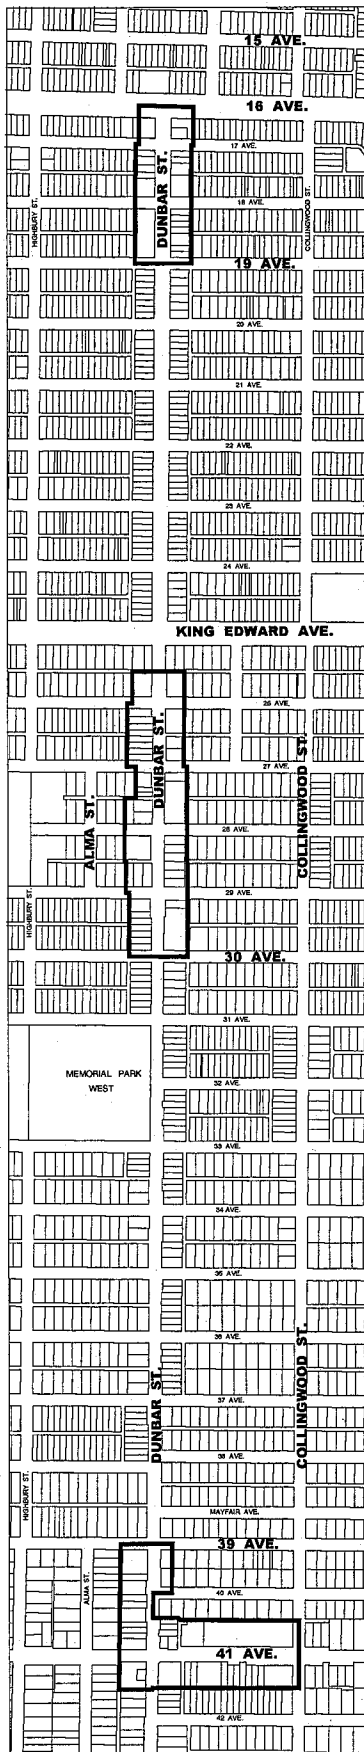 15 AVE.
16 AVE.
17 AVE.
DUNBAR ST.
HIGHBURY ST.
18 AVE.
COLLINGWOOD ST.
19 AVE.
20 AVE.
21 AVE.
22 AVE.
23 AVE.
24 AVE.
KING EDWARD AVE.
26 AVE.
DUNBAR ST.
27 AVE.
ALMA ST.
COLLINGWOOD ST.
28 AVE.
29 AVE.
HIGHBURY ST.
30 AVE.
31 AVE.
MEMORIAL PARK
WEST
32 AVE.
33 AVE.
34 AVE.
35 AVE.
36 AVE.
37 AVE.
DUNBAR ST.
COLLINGWOOD ST.
38 AVE.
HIGHBURY ST.
MAYFAIR AVE.
39 AVE.
ALMA ST.
40 AVE.
41 AVE.
42 AVE.